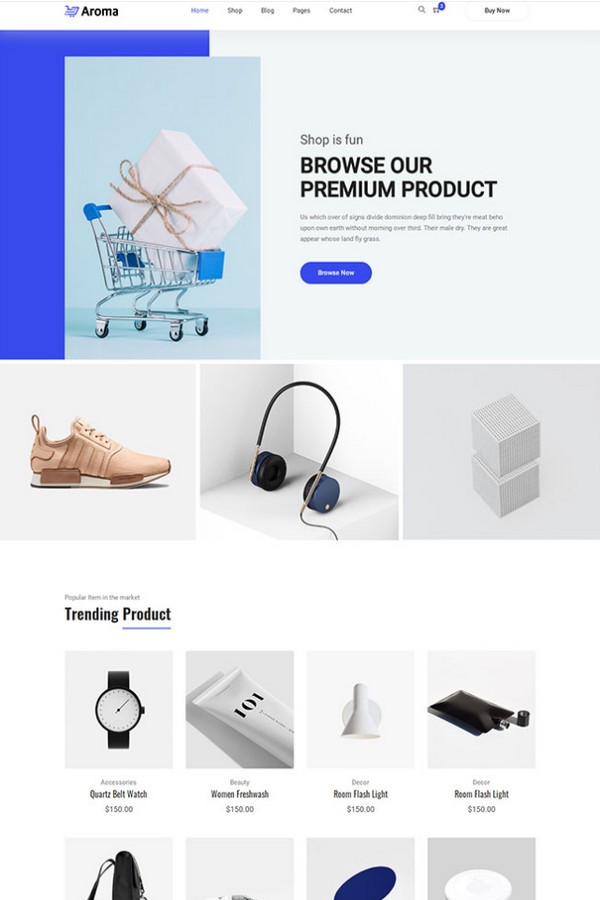 Aroma
Home Shop Blog Pages Contact
3
Buy Now
Shop is fun
BROWSE OUR
PREMIUM PRODUCT
Us which over of signs divide dominion deep fill bring they're meat beho
upon own earth without morning over third. Their male dry. They are great
appear whose land fly grass.
Browse Now
Popular Item in the market
Trending Product
101
Accessories
Quartz Belt Watch
$150.00
Beauty
Women Freshwash
$150.00
Decor
Room Flash Light
$150.00
Decor
Room Flash Light
$150.00